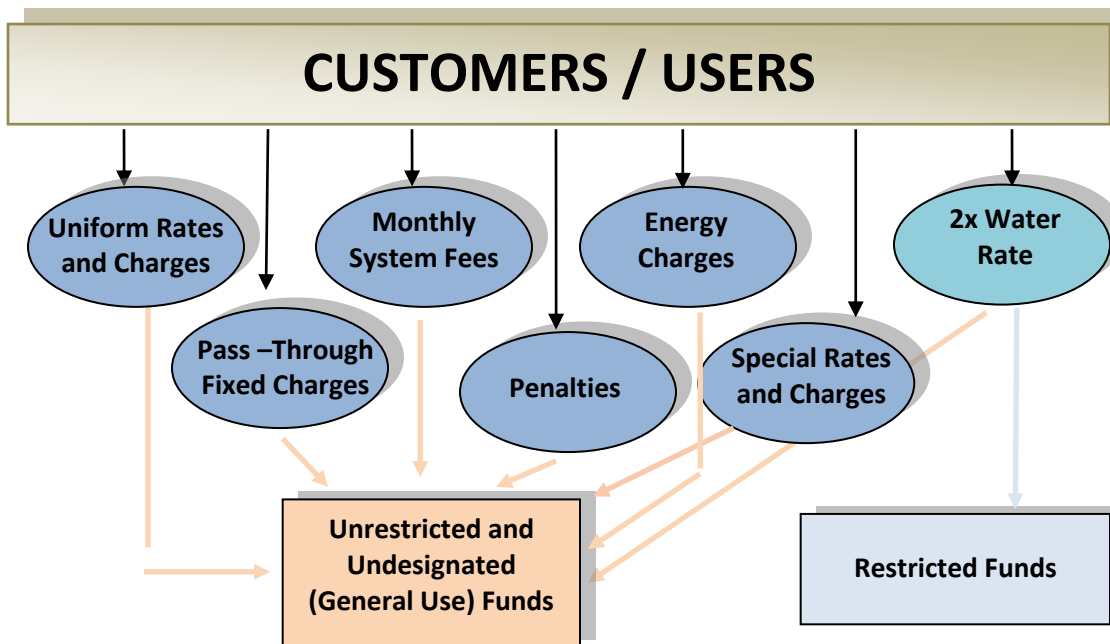 CUSTOMERS / USERS
Uniform Rates
and Charges
Monthly
System Fees
Energy
Charges
2x Water
Rate
Pass –Through
Fixed Charges
Penalties
Special Rates
and Charges
Unrestricted and
Undesignated
(General Use) Funds
Restricted Funds